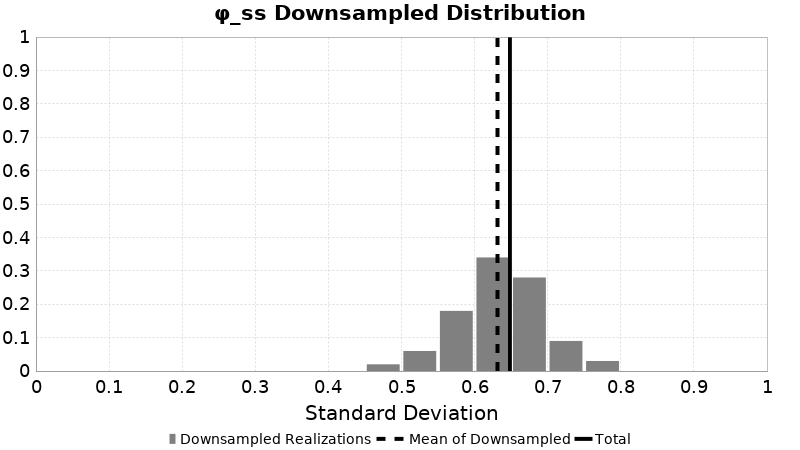 φ_ss Downsampled Distribution
1
0.9
0.8
0.7
0.6
0.5
0.4
0.3
0.2
0.1
0
0 0.1 0.2 0.3 0.4 0.5 0.6 0.7 0.8 0.9 1
Standard Deviation
Downsampled Realizations Mean of Downsampled Total